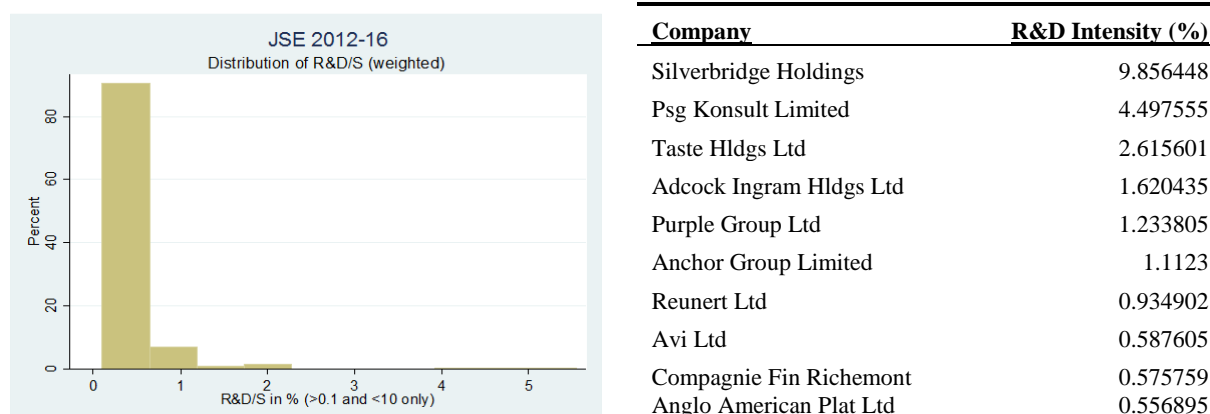 JSE 2012-16
Distribution of R&D/S (weighted)
80
60
40
20
0
Percent
0 1 2 3 4 5
R&D/S in % (>0.1 and <10 only)
Company R&D Intensity (%)
Silverbridge Holdings 9.856448
Psg Konsult Limited 4.497555
Taste Hldgs Ltd 2.615601
Adcock Ingram Hldgs Ltd 1.620435
Purple Group Ltd 1.233805
Anchor Group Limited 1.1123
Reunert Ltd 0.934902
Avi Ltd 0.587605
Compagnie Fin Richemont 0.575759
Anglo American Plat Ltd 0.556895